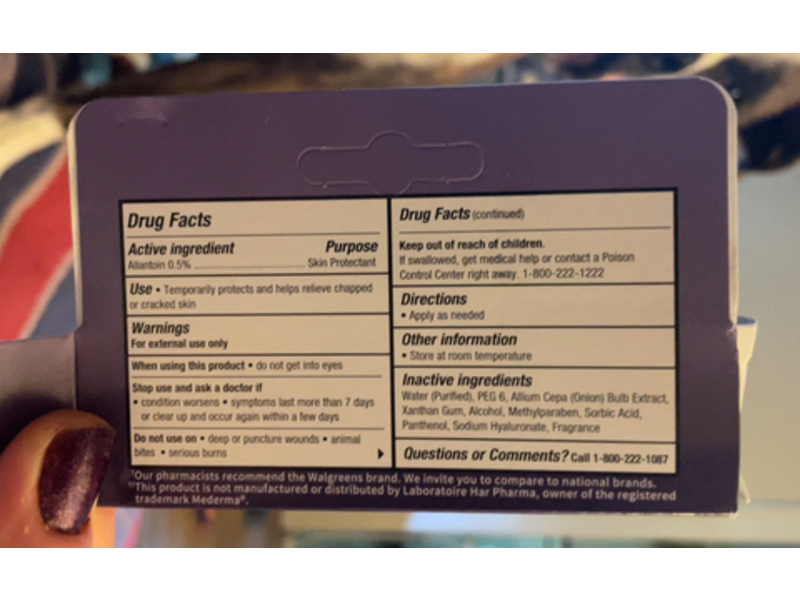 Drug Facts
Active ingredient Purpose
Allantoin 0.5% ........................................ Skin Protectant
Use • Temporarily protects and helps relieve chapped
or cracked skin
Warnings
For external use only
When using this product • do not get into eyes
Stop use and ask a doctor if
• condition worsens • symptoms last more than 7 days
or clear up and occur again within a few days
Do not use on • deep or puncture wounds • animal
bites • serious burns
Drug Facts (continued)
Keep out of reach of children.
If swallowed, get medical help or contact a Poison
Control Center right away. 1-800-222-1222
Directions
• Apply as needed
Other information
• Store at room temperature
Inactive ingredients
Water (Purified), PEG 6, Allium Cepa (Onion) Bulb Extract,
Xanthan Gum, Alcohol, Methylparaben, Sorbic Acid,
Panthenol, Sodium Hyaluronate, Fragrance
Questions or Comments? Call 1-800-222-1087
†Our pharmacists recommend the Walgreens brand. We invite you to compare to national brands.
††This product is not manufactured or distributed by Laboratoire Har Pharma, owner of the registered
trademark Mederma®.